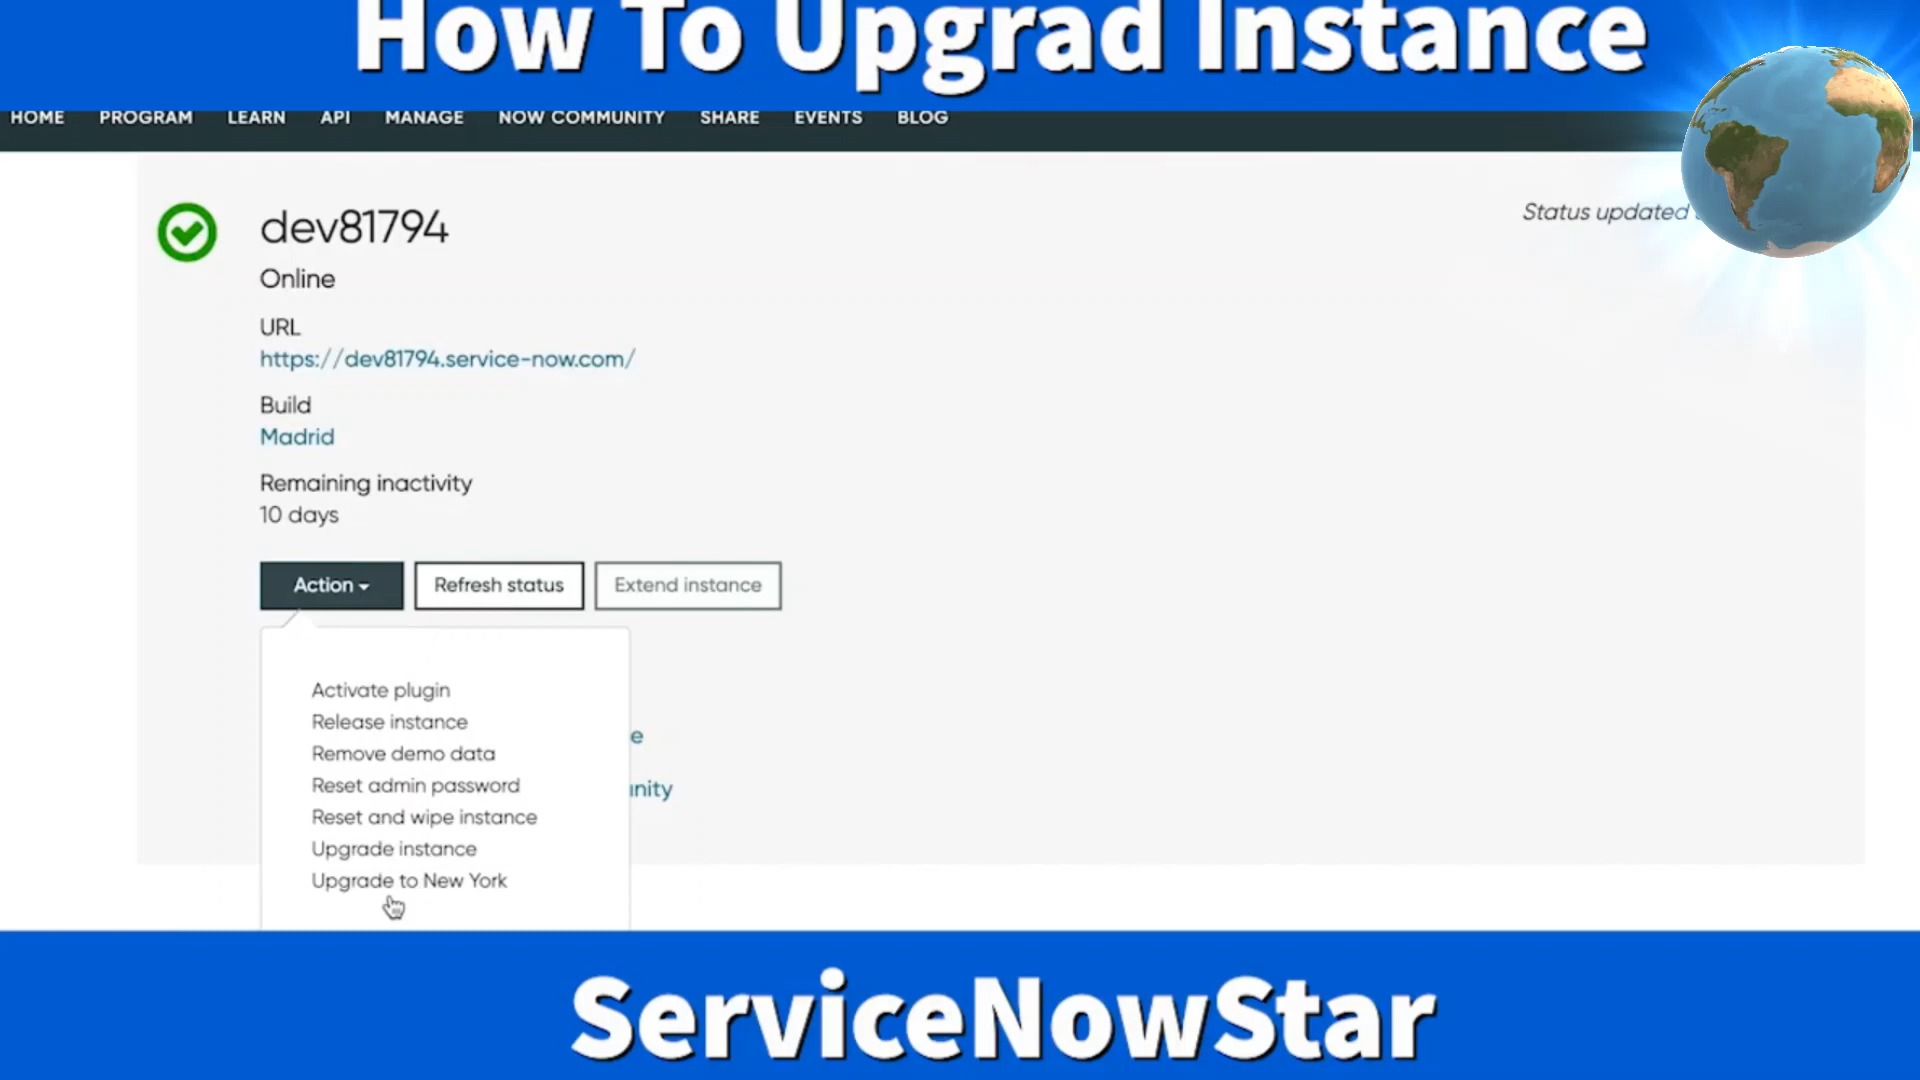 How To Upgrad Instance
HOME PROGRAM LEARN API MANAGE NOW COMMUNITY SHARE EVENTS BLOG
dev81794
Status updated
Online
URL
https://dev81794.service-now.com/
Build
Madrid
Remaining inactivity
10 days
Action
Refresh status
Extend instance
Activate plugin
Release instance
Remove demo data
Reset admin password
Reset and wipe instance
Upgrade instance
Upgrade to New York
ServiceNowStar